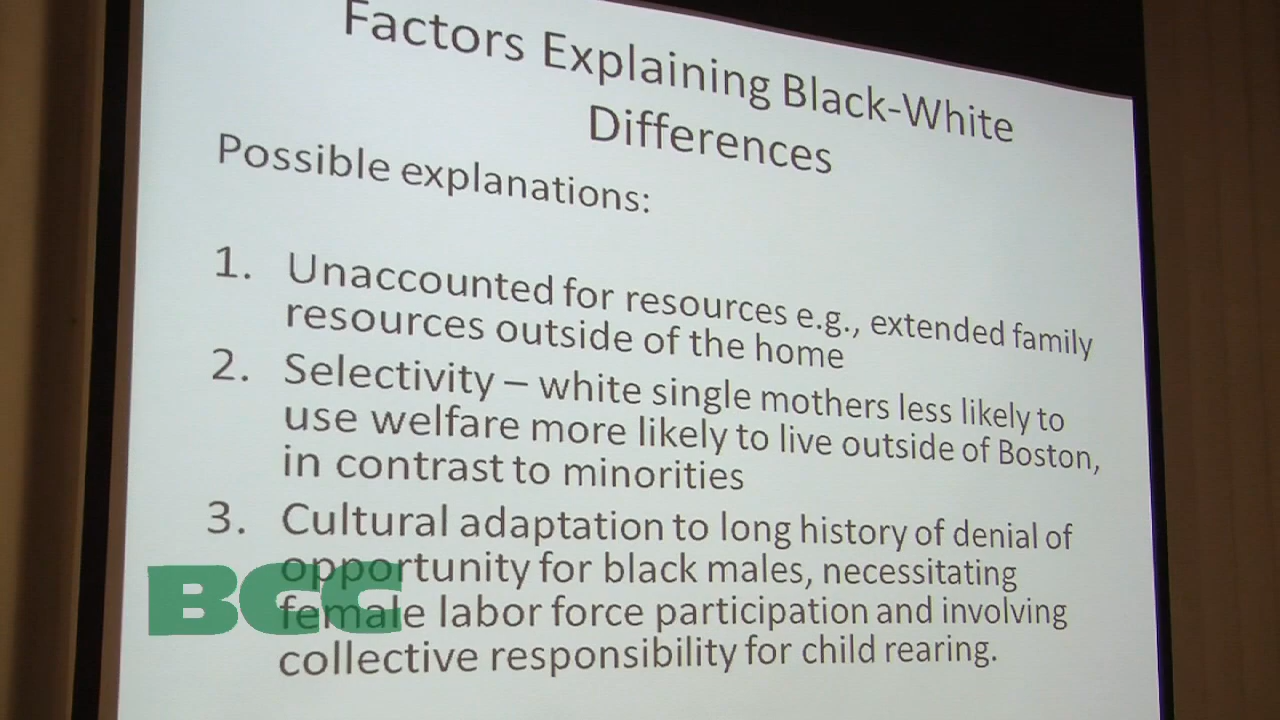 Factors Explaining Black-White
Differences
Possible explanations:
1. Unaccounted for resources e.g., extended family
resources outside of the home
2. Selectivity – white single mothers less likely to
use welfare more likely to live outside of Boston,
in contrast to minorities
3. Cultural adaptation to long history of denial of
opportunity for black males, necessitating
female labor force participation and involving
collective responsibility for child rearing.
BCC